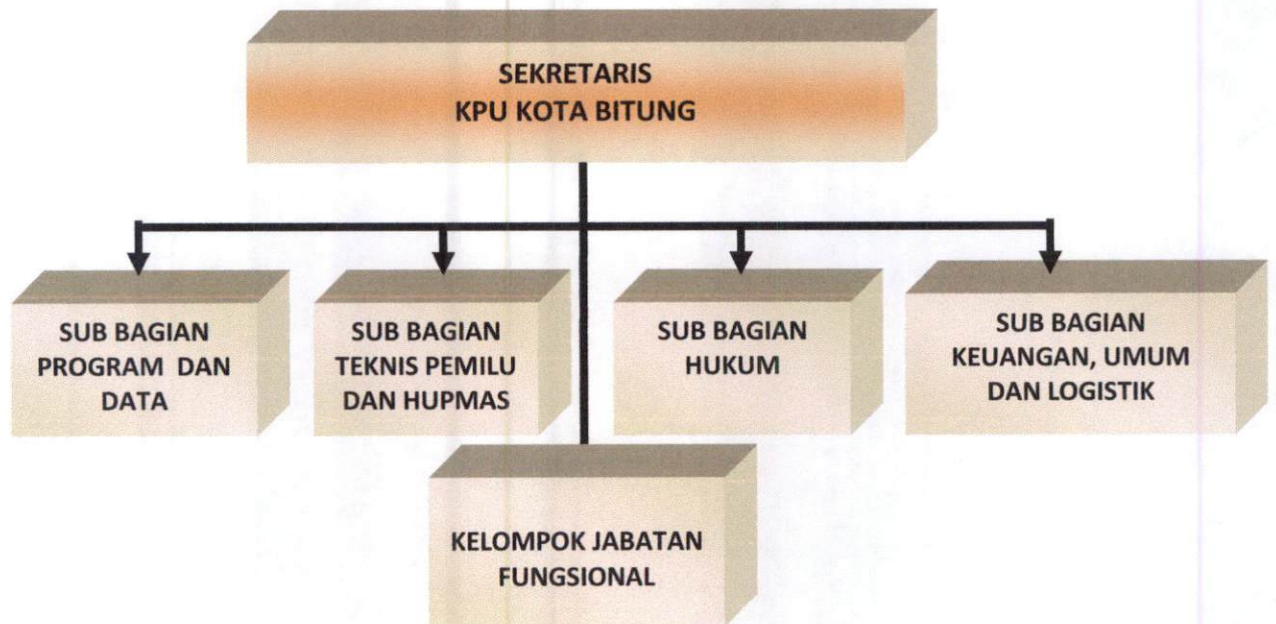 SEKRETARIS
KPU KOTA BITUNG
SUB BAGIAN
PROGRAM DAN
DATA
SUB BAGIAN
TEKNIS PEMILU
DAN HUPMAS
SUB BAGIAN
HUKUM
SUB BAGIAN
KEUANGAN, UMUM
DAN LOGISTIK
KELOMPOK JABATAN
FUNGSIONAL